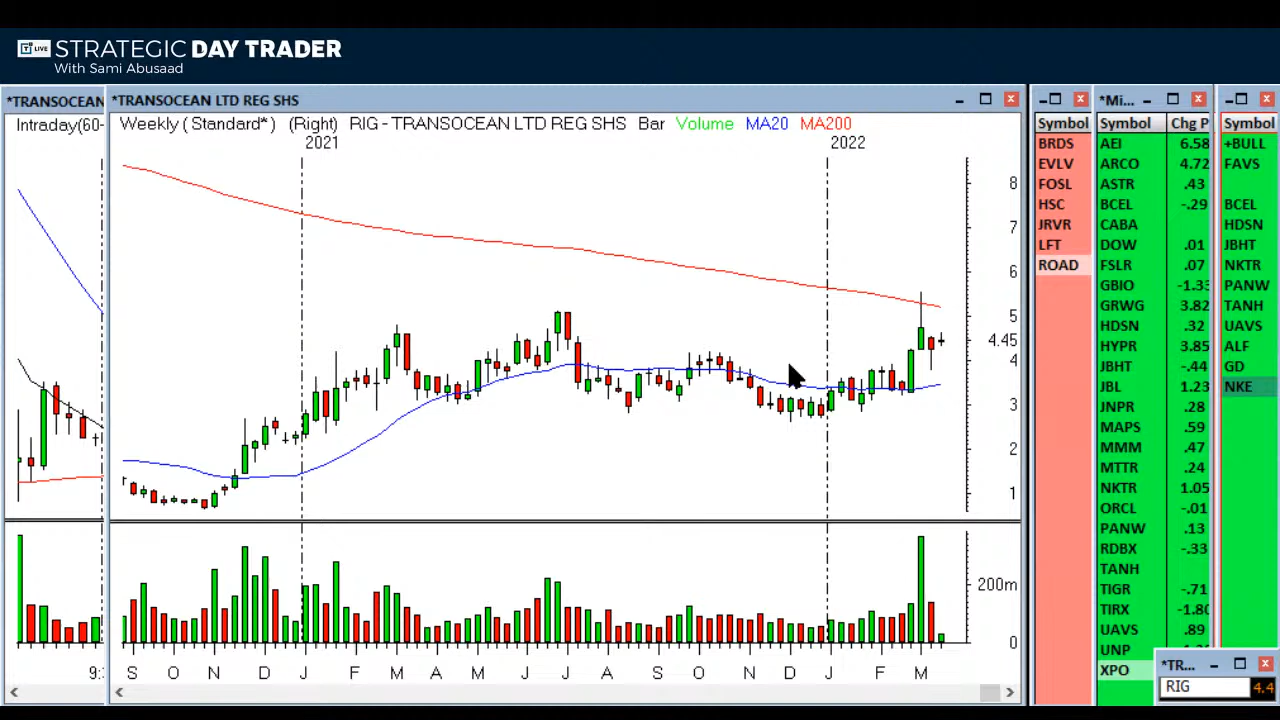 T LIVE STRATEGIC DAY TRADER
With Sami Abusaad
*TRANSOCEAN
Intraday(60-
9:
*TRANSOCEAN LTD REG SHS
Weekly (Standard*) (Right) RIG - TRANSOCEAN LTD REG SHS Bar Volume MA20 MA200
2021 2022
8
7
6
5
4.45
4
3
2
1
200m
0
S O N D J F M A M J J A S O N D J F M
Symbol
BRDS
EVLV
FOSL
HSC
JRVR
LFT
ROAD
*Mi...
Symbol Chg P
AEI 6.58
ARCO 4.72
ASTR .43
BCEL -.29
CABA
DOW .01
FSLR .07
GBIO -1.33
GRWG 3.82
HDSN .32
HYPR 3.85
JBHT -.44
JBL 1.23
JNPR .28
MAPS .59
MMM .47
MTTR .24
NKTR 1.05
ORCL -.01
PANW .13
RDBX -.33
TANH
TIGR -.71
TIRX -1.80
UAVS .89
UNP
XPO
Symbol
+BULL
FAVS
BCEL
HDSN
JBHT
NKTR
PANW
TANH
UAVS
ALF
GD
NKE
*TR...
RIG 4.4